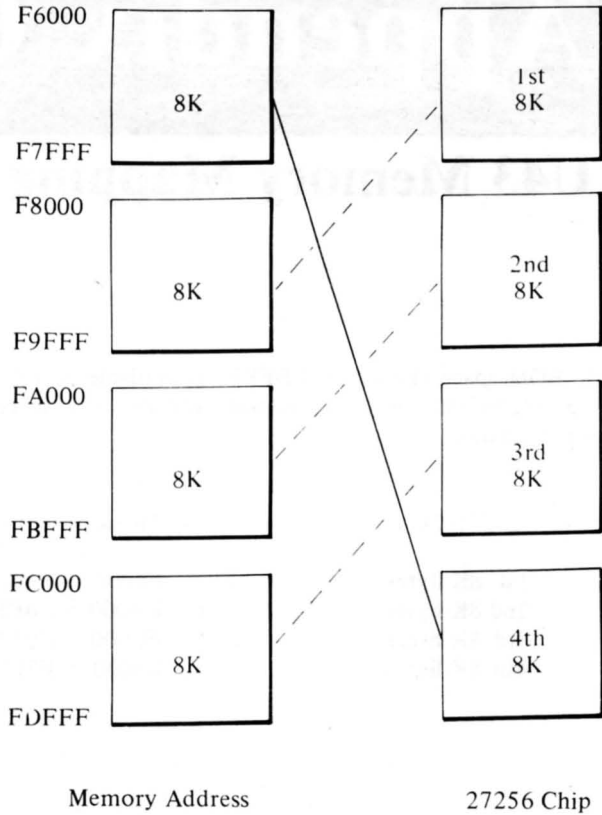 F6000
8K
F7FFF
F8000
8K
F9FFF
FA000
8K
FBFFF
FC000
8K
FDFFF
1st
8K
2nd
8K
3rd
8K
4th
8K
Memory Address
27256 Chip